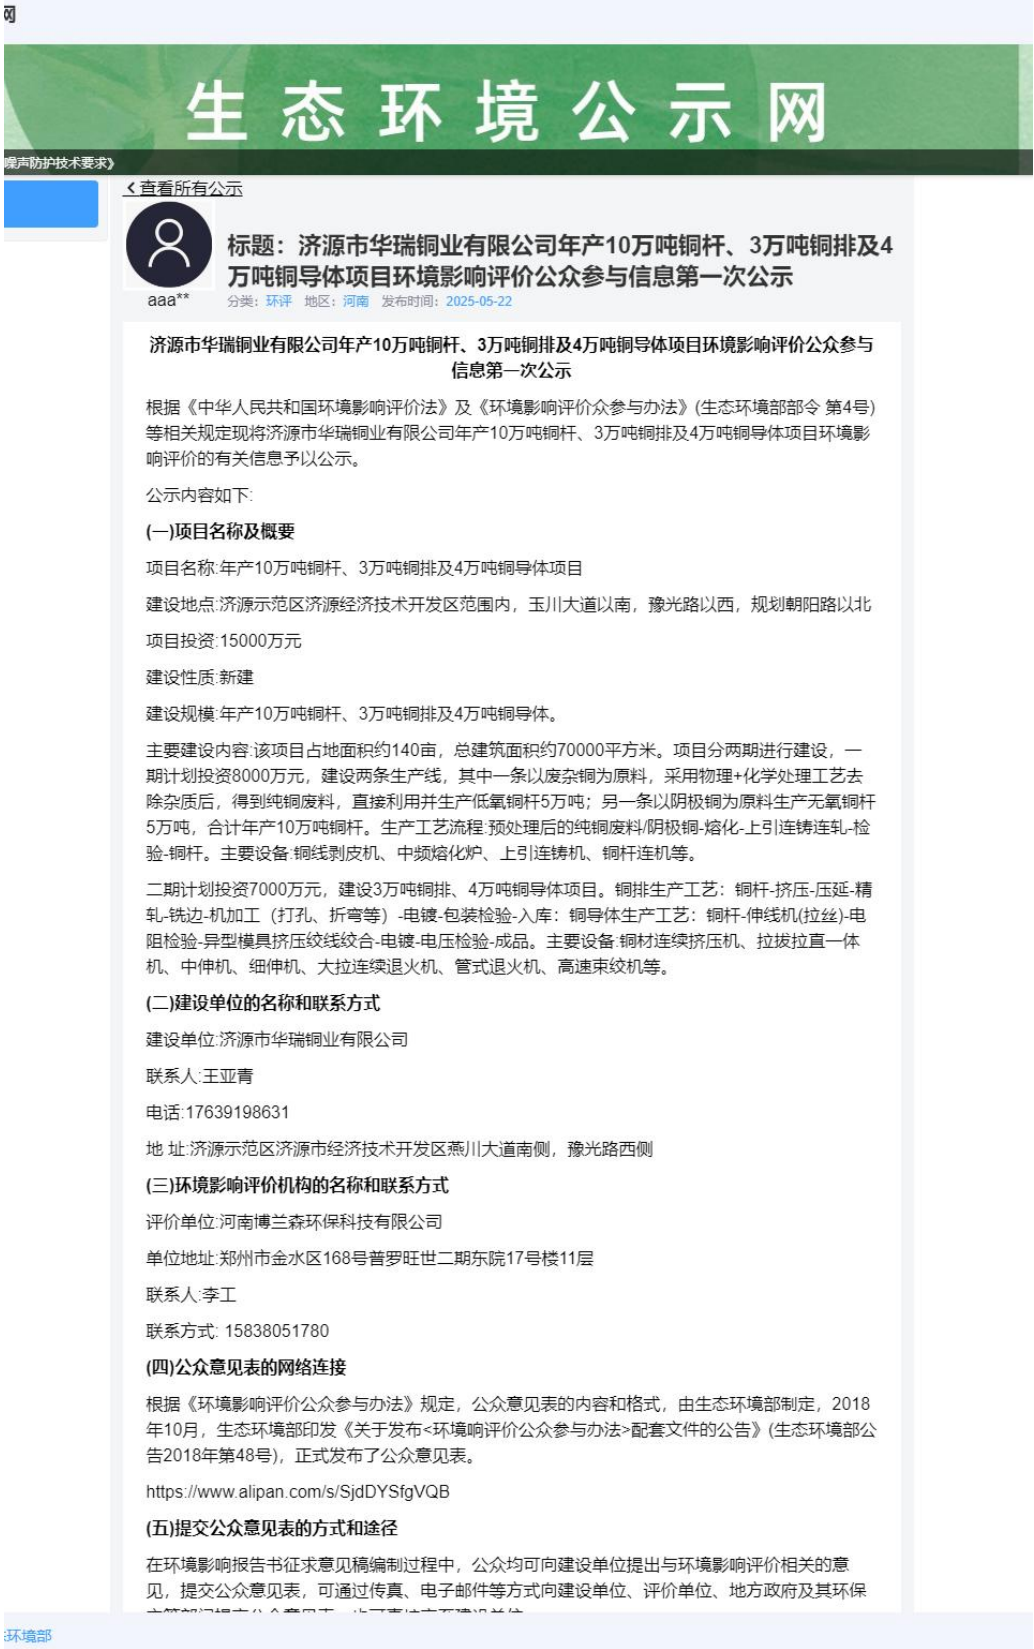 网
生态环境公示网
噪声防护技术要求》
查看所有公示
标题：济源市华瑞铜业有限公司年产10万吨铜杆、3万吨铜排及4
万吨铜导体项目环境影响评价公众参与信息第一次公示
aaa** 分类：环评 地区：河南 发布时间：2025-05-22
济源市华瑞铜业有限公司年产10万吨铜杆、3万吨铜排及4万吨铜导体项目环境影响评价公众参与
信息第一次公示
根据《中华人民共和国环境影响评价法》及《环境影响评价众参与办法》(生态环境部部令 第4号)
等相关规定现将济源市华瑞铜业有限公司年产10万吨铜杆、3万吨铜排及4万吨铜导体项目环境影
响评价的有关信息予以公示。
公示内容如下:
(一)项目名称及概要
项目名称:年产10万吨铜杆、3万吨铜排及4万吨铜导体项目
建设地点:济源示范区济源经济技术开发区范围内，玉川大道以南，豫光路以西，规划朝阳路以北
项目投资:15000万元
建设性质:新建
建设规模:年产10万吨铜杆、3万吨铜排及4万吨铜导体。
主要建设内容:该项目占地面积约140亩，总建筑面积约70000平方米。项目分两期进行建设，一
期计划投资8000万元，建设两条生产线，其中一条以废杂铜为原料，采用物理+化学处理工艺去
除杂质后，得到纯铜废料，直接利用并生产低氧铜杆5万吨；另一条以阴极铜为原料生产无氧铜杆
5万吨，合计年产10万吨铜杆。生产工艺流程:预处理后的纯铜废料/阴极铜-熔化-上引连铸连轧-检
验-铜杆。主要设备:铜线剥皮机、中频熔化炉、上引连铸机、铜杆连机等。
二期计划投资7000万元，建设3万吨铜排、4万吨铜导体项目。铜排生产工艺：铜杆-挤压-压延-精
轧-铣边-机加工（打孔、折弯等）-电镀-包装检验-入库：铜导体生产工艺：铜杆-伸线机(拉丝)-电
阻检验-异型模具挤压绞线绞合-电镀-电压检验-成品。主要设备:铜材连续挤压机、拉拔拉直一体
机、中伸机、细伸机、大拉连续退火机、管式退火机、高速束绞机等。
(二)建设单位的名称和联系方式
建设单位:济源市华瑞铜业有限公司
联系人:王亚青
电话:17639198631
地 址:济源示范区济源市经济技术开发区燕川大道南侧，豫光路西侧
(三)环境影响评价机构的名称和联系方式
评价单位:河南博兰森环保科技有限公司
单位地址:郑州市金水区168号普罗旺世二期东院17号楼11层
联系人:李工
联系方式: 15838051780
(四)公众意见表的网络连接
根据《环境影响评价公众参与办法》规定，公众意见表的内容和格式，由生态环境部制定，2018
年10月，生态环境部印发《关于发布<环境响评价公众参与办法>配套文件的公告》(生态环境部公
告2018年第48号)，正式发布了公众意见表。
https://www.alipan.com/s/SjdDYSfgVQB
(五)提交公众意见表的方式和途径
在环境影响报告书征求意见稿编制过程中，公众均可向建设单位提出与环境影响评价相关的意
见，提交公众意见表，可通过传真、电子邮件等方式向建设单位、评价单位、地方政府及其环保
环境部